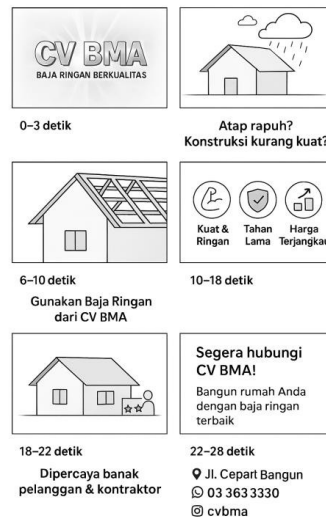 CV BMA
BAJA RINGAN BERKUALITAS
0–3 detik
Atap rapuh?
Konstruksi kurang kuat?
6–10 detik
Gunakan Baja Ringan
dari CV BMA
Kuat &
Ringan
Tahan
Lama
Harga
Terjangkau
10–18 detik
18–22 detik
Dipercaya banak
pelanggan & kontraktor
Segera hubungi
CV BMA!
Bangun rumah Anda
dengan baja ringan
terbaik
22–28 detik
Jl. Cepart Bangun
03 363 3330
cvbma